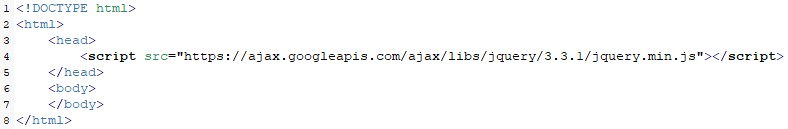 1 <!DOCTYPE html>
2 <html>
3     <head>
4         <script src="https://ajax.googleapis.com/ajax/libs/jquery/3.3.1/jquery.min.js"></script>
5     </head>
6     <body>
7     </body>
8 </html>